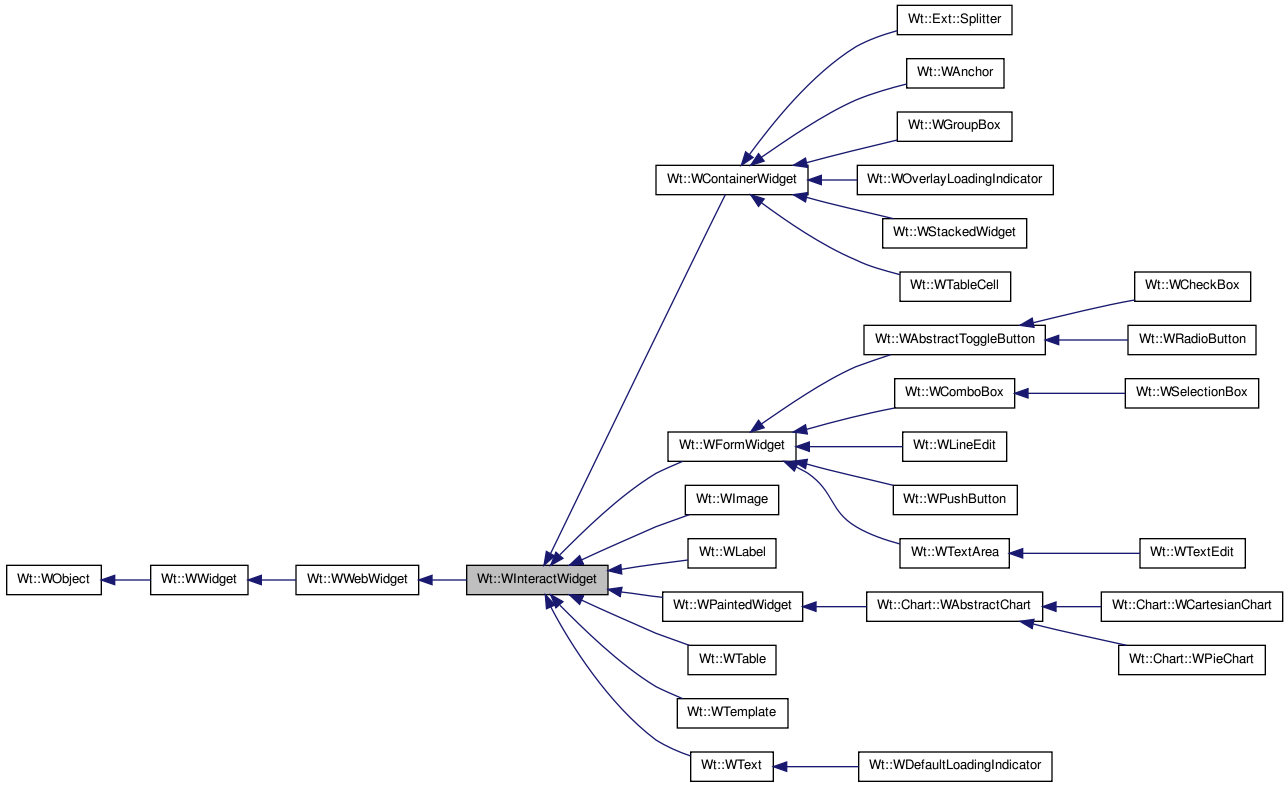 Wt::Ext::Splitter
Wt::WAnchor
Wt::WGroupBox
Wt::WContainerWidget
Wt::WOverlayLoadingIndicator
Wt::WStackedWidget
Wt::WTableCell
Wt::WCheckBox
Wt::WAbstractToggleButton
Wt::WRadioButton
Wt::WComboBox
Wt::WSelectionBox
Wt::WFormWidget
Wt::WLineEdit
Wt::WImage
Wt::WPushButton
Wt::WLabel
Wt::WTextArea
Wt::WTextEdit
Wt::WObject
Wt::WWidget
Wt::WWebWidget
Wt::WInteractWidget
Wt::WPaintedWidget
Wt::Chart::WAbstractChart
Wt::Chart::WCartesianChart
Wt::WTable
Wt::Chart::WPieChart
Wt::WTemplate
Wt::WText
Wt::WDefaultLoadingIndicator